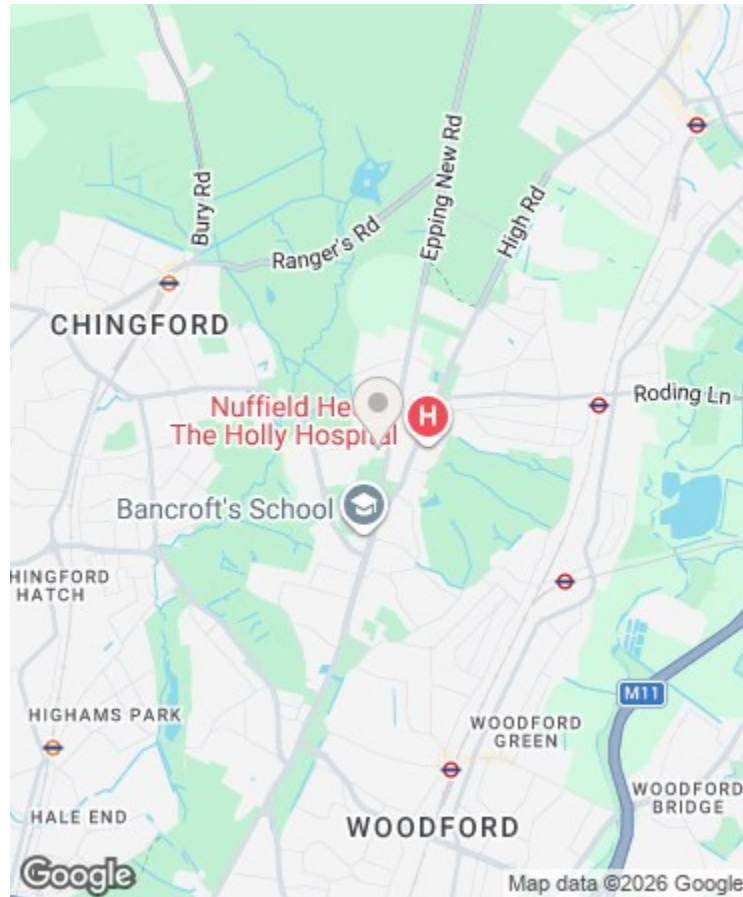 Bury Rd
Epping New Rd
Ranger's Rd
High Rd
CHINGFORD
Roding Ln
Nuffield He
The Holly Hospital
H
Bancroft's School
HINGFORD
HATCH
M11
HIGHAMS PARK
WOODFORD
GREEN
WOODFORD
BRIDGE
HALE END
WOODFORD
Google
Map data ©2026 Google